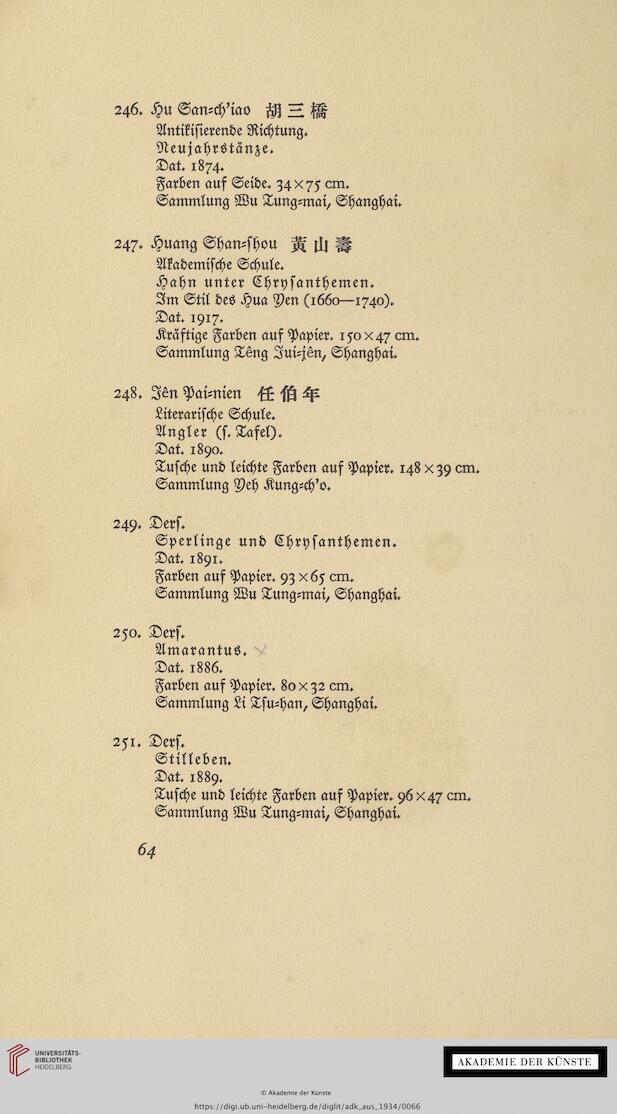 246. Hu San-ch'iao 胡三橋
Antikisierende Richtung.
Neujahrstänze.
Dat. 1874.
Farben auf Seide. 34×75 cm.
Sammlung Wu Tung-mai, Shanghai.
247. Huang Shan-shou 黃山壽
Akademische Schule.
Hahn unter Chrysanthemen.
Im Stil des Hua Yen (1660—1740).
Dat. 1917.
Kräftige Farben auf Papier. 150×47 cm.
Sammlung Têng Jui-jên, Shanghai.
248. Jên Pai-nien 任伯年
Literarische Schule.
Angler (s. Tafel).
Dat. 1890.
Tusche und leichte Farben auf Papier. 148×39 cm.
Sammlung Yeh Kung-ch'o.
249. Ders.
Sperlinge und Chrysanthemen.
Dat. 1891.
Farben auf Papier. 93×65 cm.
Sammlung Wu Tung-mai, Shanghai.
250. Ders.
Amarantus.
Dat. 1886.
Farben auf Papier. 80×32 cm.
Sammlung Li Tsu-han, Shanghai.
251. Ders.
Stilleben.
Dat. 1889.
Tusche und leichte Farben auf Papier. 96×47 cm.
Sammlung Wu Tung-mai, Shanghai.
64
UNIVERSITÄTS-
BIBLIOTHEK
HEIDELBERG
AKADEMIE DER KÜNSTE
© Akademie der Künste
https://digi.ub.uni-heidelberg.de/diglit/adk_aus_1934/0066